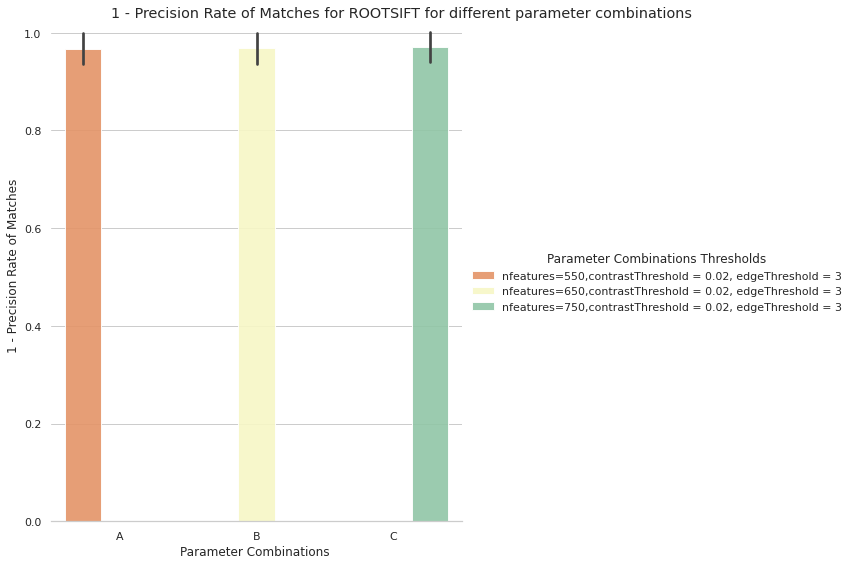 1 - Precision Rate of Matches for ROOTSIFT for different parameter combinations
1 - Precision Rate of Matches
1.0
0.8
0.6
0.4
0.2
0.0
A
B
C
Parameter Combinations
Parameter Combinations Thresholds
nfeatures=550,contrastThreshold = 0.02, edgeThreshold = 3
nfeatures=650,contrastThreshold = 0.02, edgeThreshold = 3
nfeatures=750,contrastThreshold = 0.02, edgeThreshold = 3